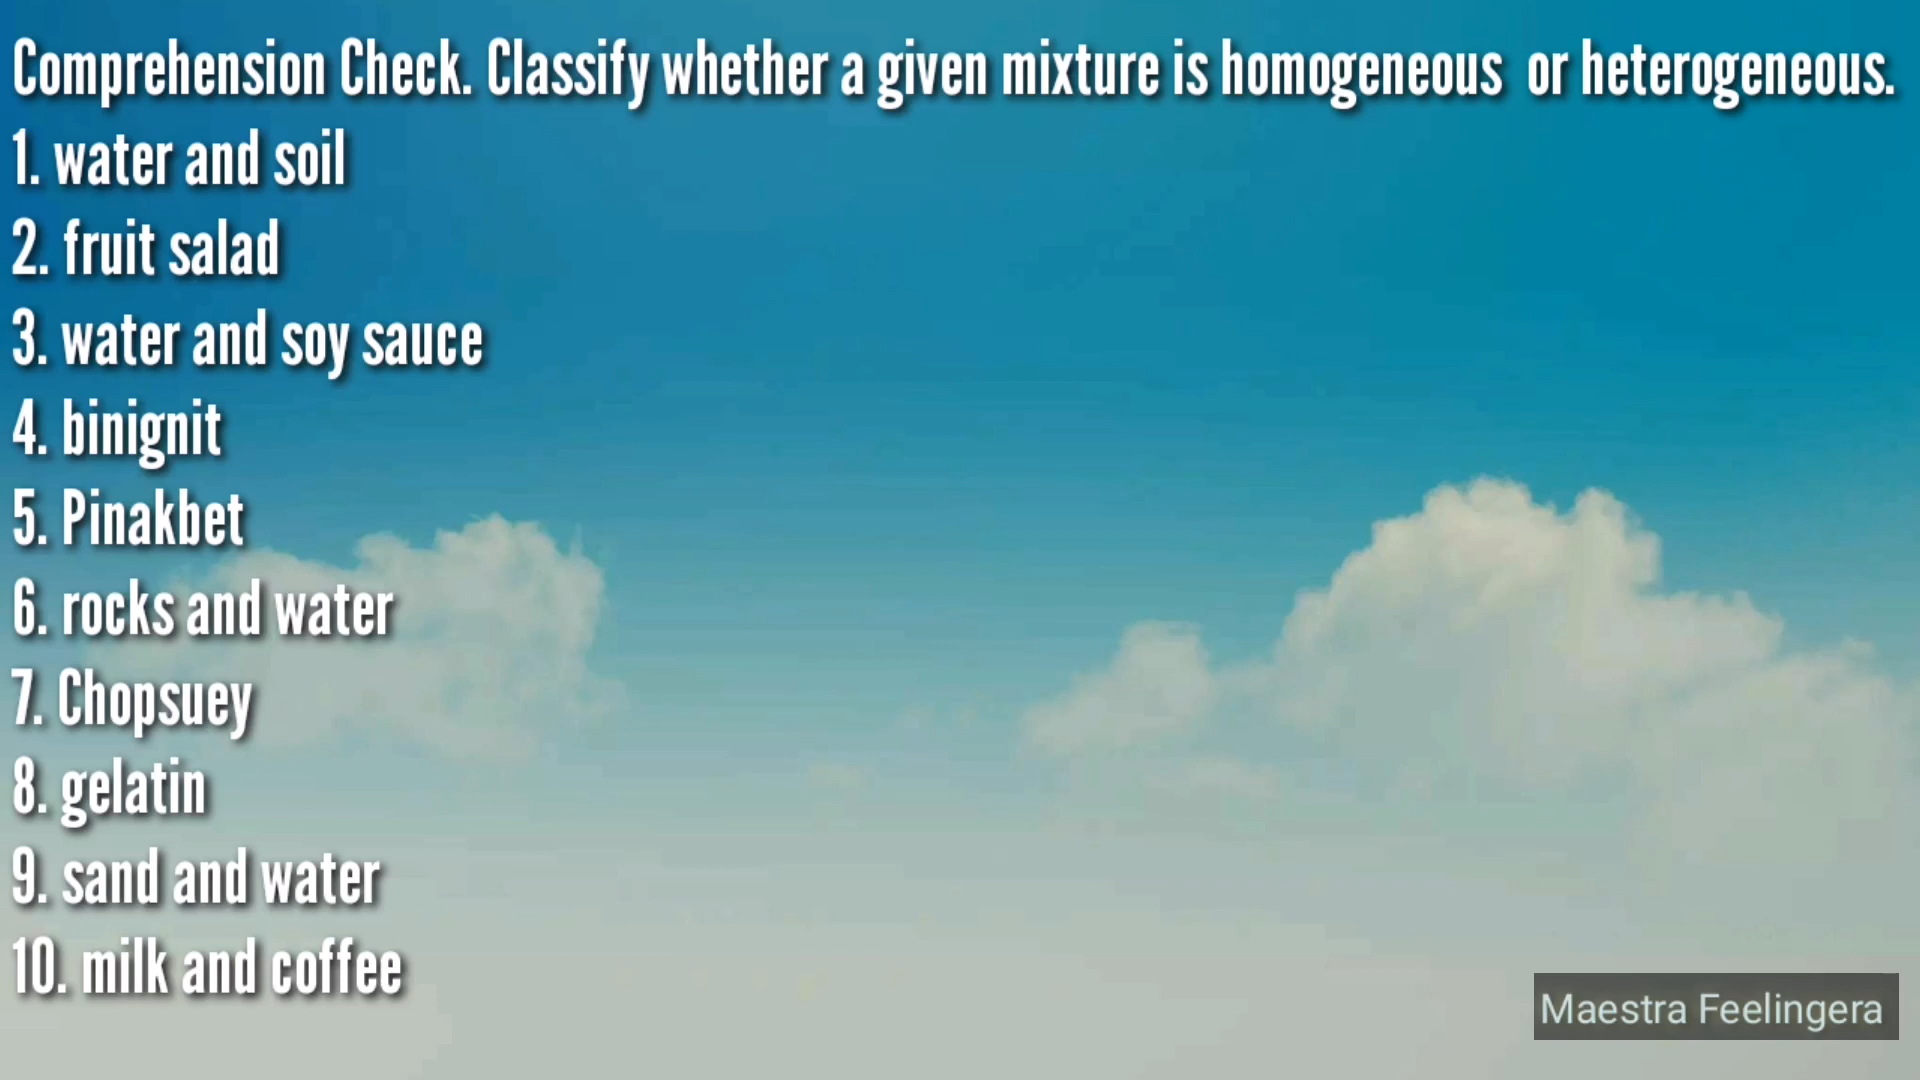 Comprehension Check. Classify whether a given mixture is homogeneous or heterogeneous.
1. water and soil
2. fruit salad
3. water and soy sauce
4. binignit
5. Pinakbet
6. rocks and water
7. Chopsuey
8. gelatin
9. sand and water
10. milk and coffee
Maestra Feelingera